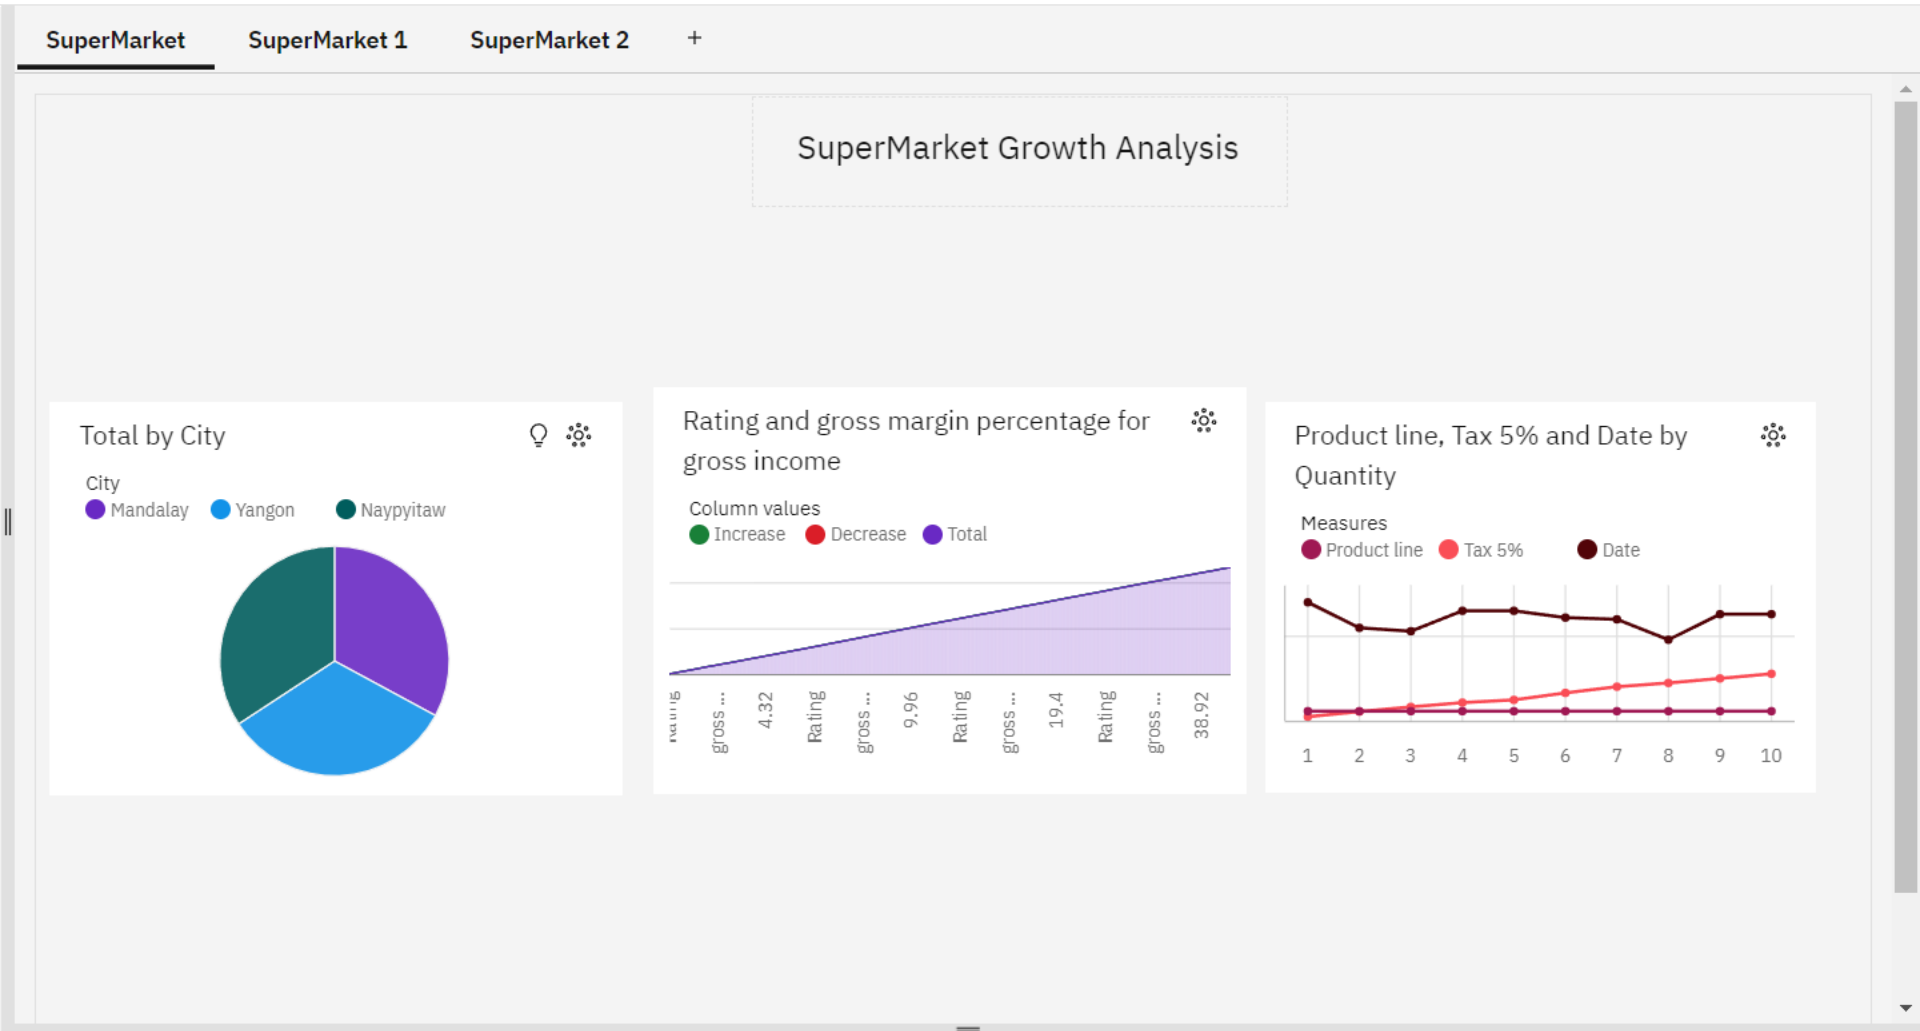 SuperMarket SuperMarket 1 SuperMarket 2 +
SuperMarket Growth Analysis
Total by City
City
Mandalay Yangon Naypyitaw
Rating and gross margin percentage for
gross income
Column values
Increase Decrease Total
gross ... 4.32 Rating gross ... 9.96 Rating gross ... 19.4 Rating gross ... 38.92
Product line, Tax 5% and Date by
Quantity
Measures
Product line Tax 5% Date
1 2 3 4 5 6 7 8 9 10